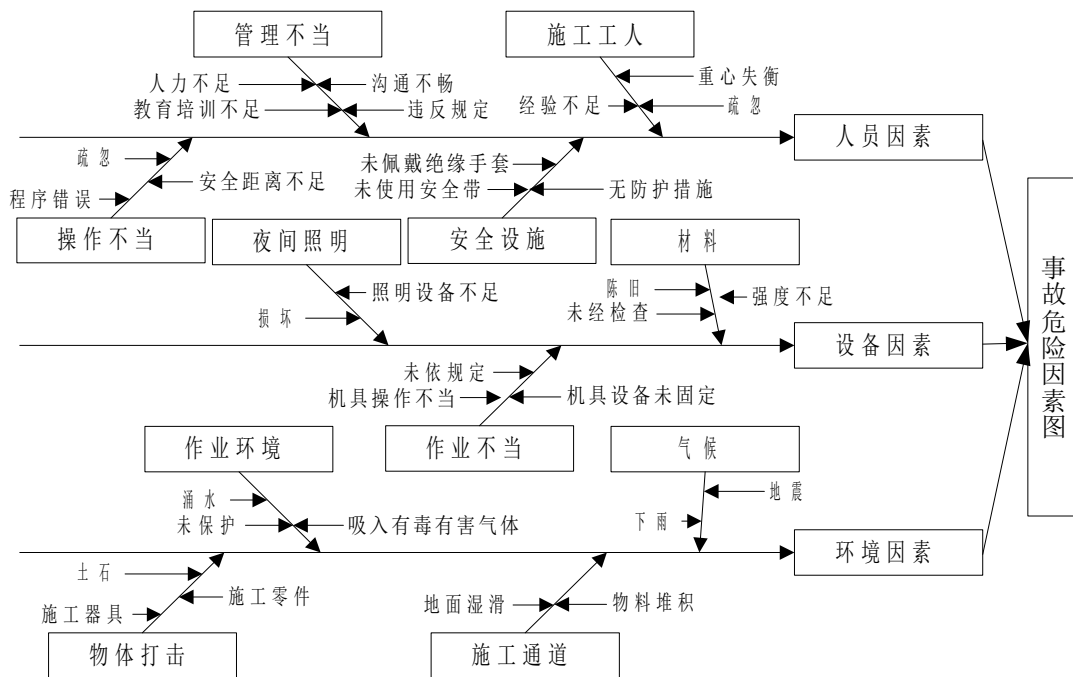 管理不当
施工工人
人力不足
沟通不畅
重心失衡
教育培训不足
违反规定
经验不足
疏忽
人员因素
疏忽
安全距离不足
程序错误
未佩戴绝缘手套
未使用安全带
无防护措施
操作不当
夜间照明
安全设施
材料
事故危险因素图
照明设备不足
损坏
陈旧
强度不足
未经检查
设备因素
未依规定
机具操作不当
机具设备未固定
作业环境
作业不当
气候
涌水
未保护
吸入有毒有害气体
地震
下雨
环境因素
土石
施工零件
施工器具
地面湿滑
物料堆积
物体打击
施工通道